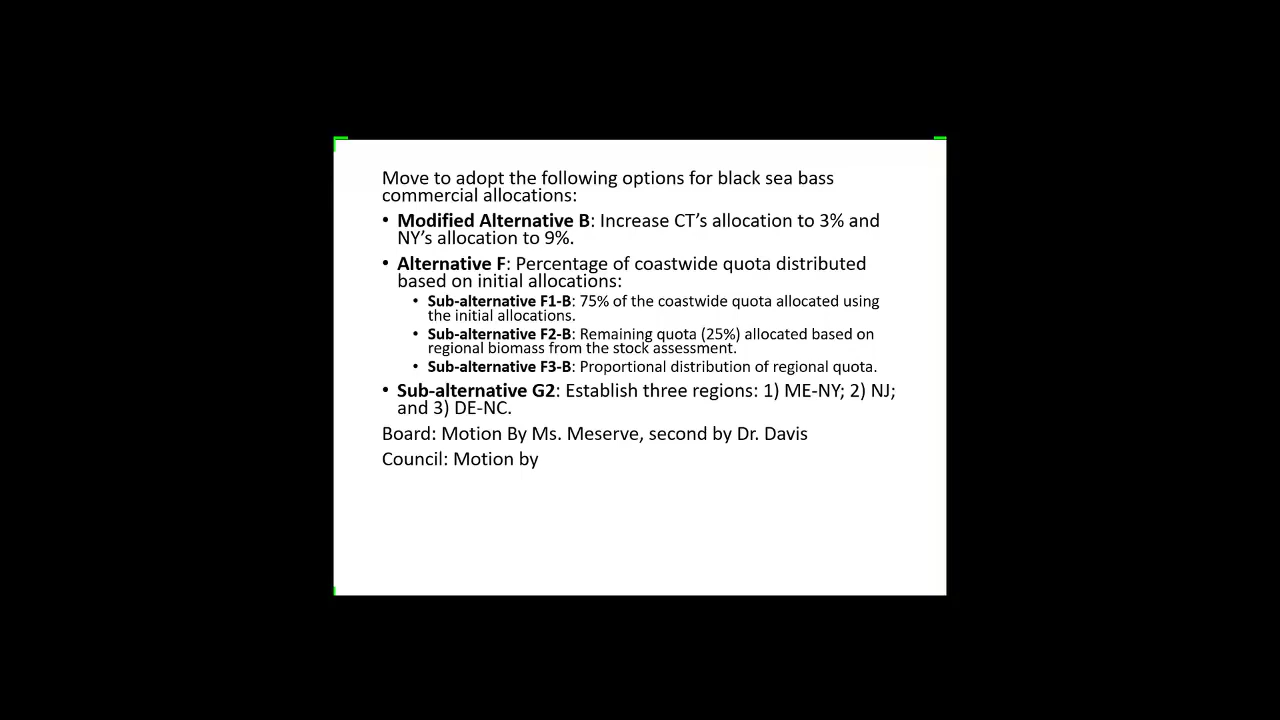 Move to adopt the following options for black sea bass
commercial allocations:
• Modified Alternative B: Increase CT’s allocation to 3% and
NY’s allocation to 9%.
• Alternative F: Percentage of coastwide quota distributed
based on initial allocations:
• Sub-alternative F1-B: 75% of the coastwide quota allocated using
the initial allocations.
• Sub-alternative F2-B: Remaining quota (25%) allocated based on
regional biomass from the stock assessment.
• Sub-alternative F3-B: Proportional distribution of regional quota.
• Sub-alternative G2: Establish three regions: 1) ME-NY; 2) NJ;
and 3) DE-NC.
Board: Motion By Ms. Meserve, second by Dr. Davis
Council: Motion by